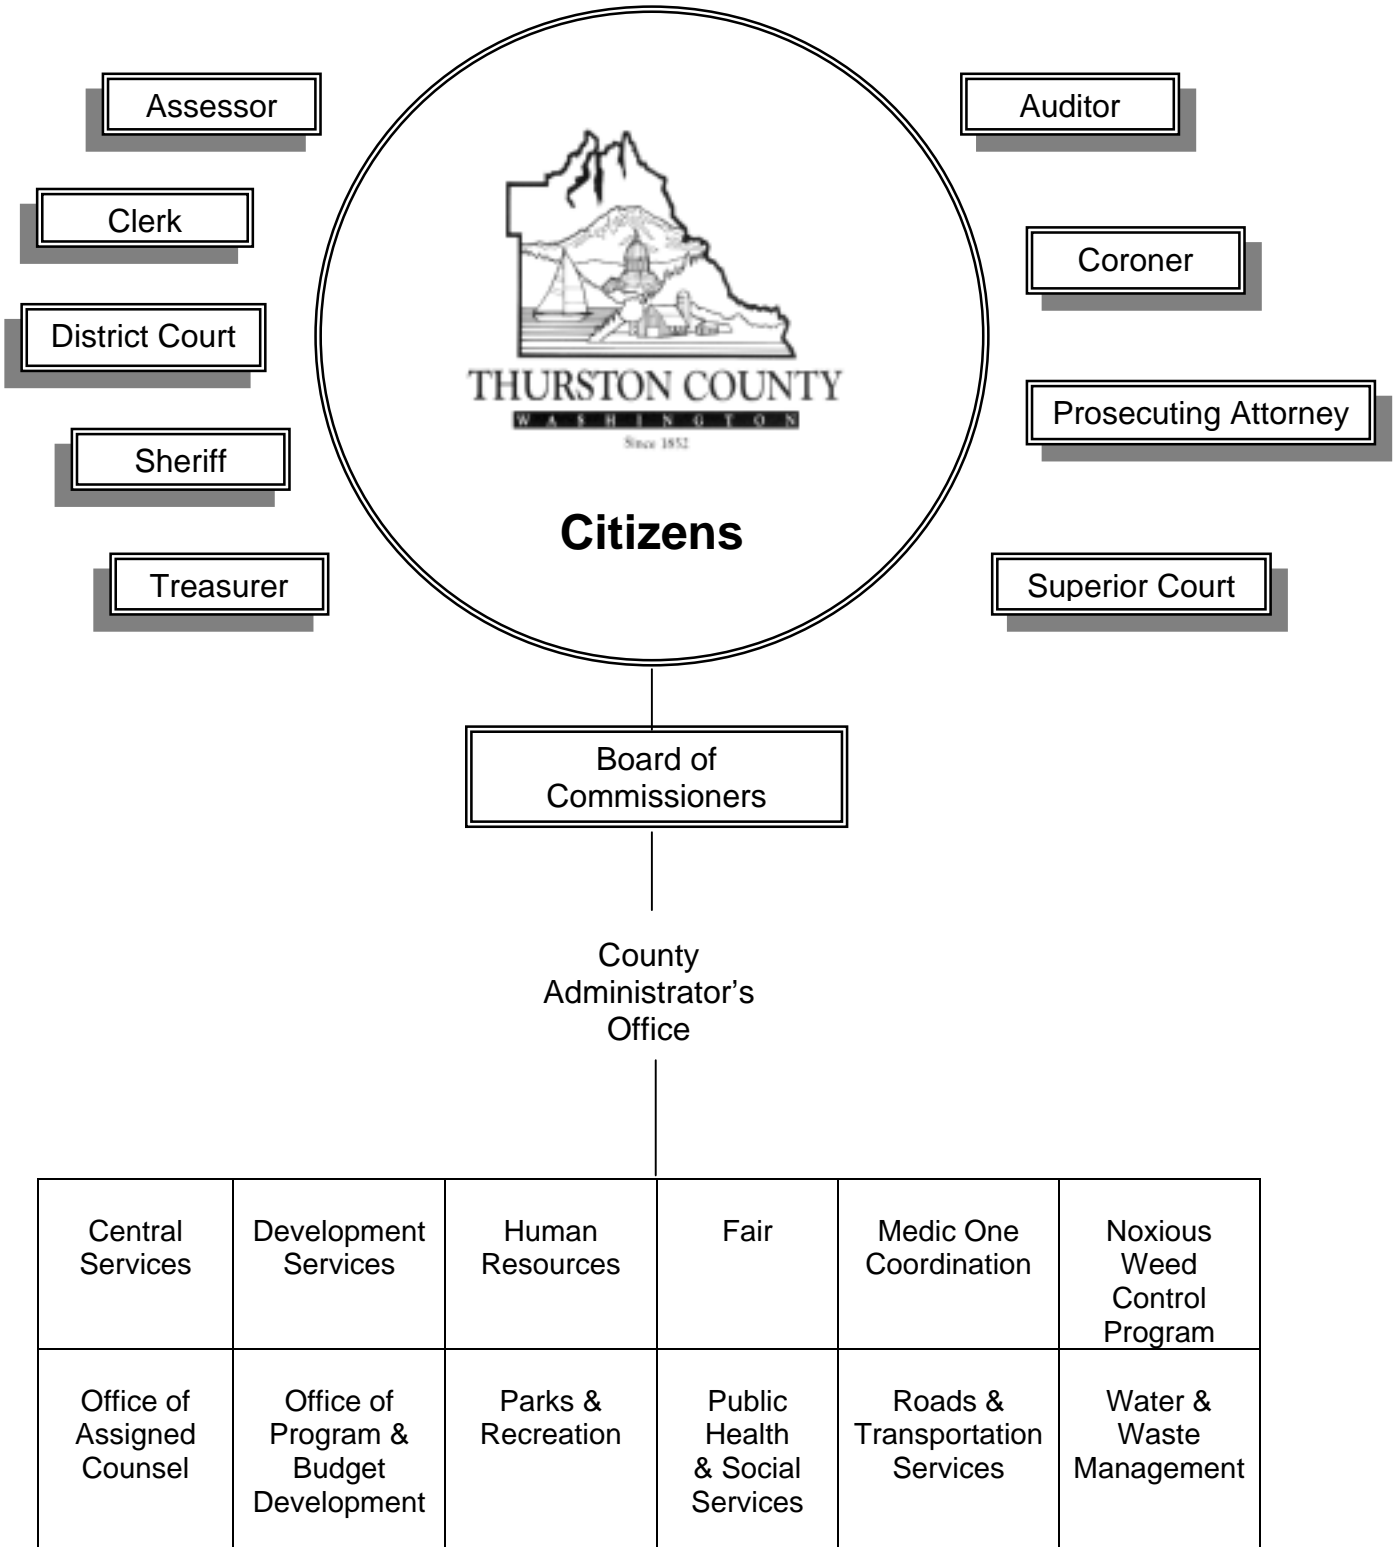 Assessor
Auditor
Clerk
Coroner
District Court
THURSTON COUNTY
WASHINGTON
Since 1852
Prosecuting Attorney
Sheriff
Citizens
Treasurer
Superior Court
Board of
Commissioners
County
Administrator’s
Office
Central
Services
Development
Services
Human
Resources
Fair
Medic One
Coordination
Noxious
Weed
Control
Program
Office of
Assigned
Counsel
Office of
Program &
Budget
Development
Parks &
Recreation
Public
Health
& Social
Services
Roads &
Transportation
Services
Water &
Waste
Management